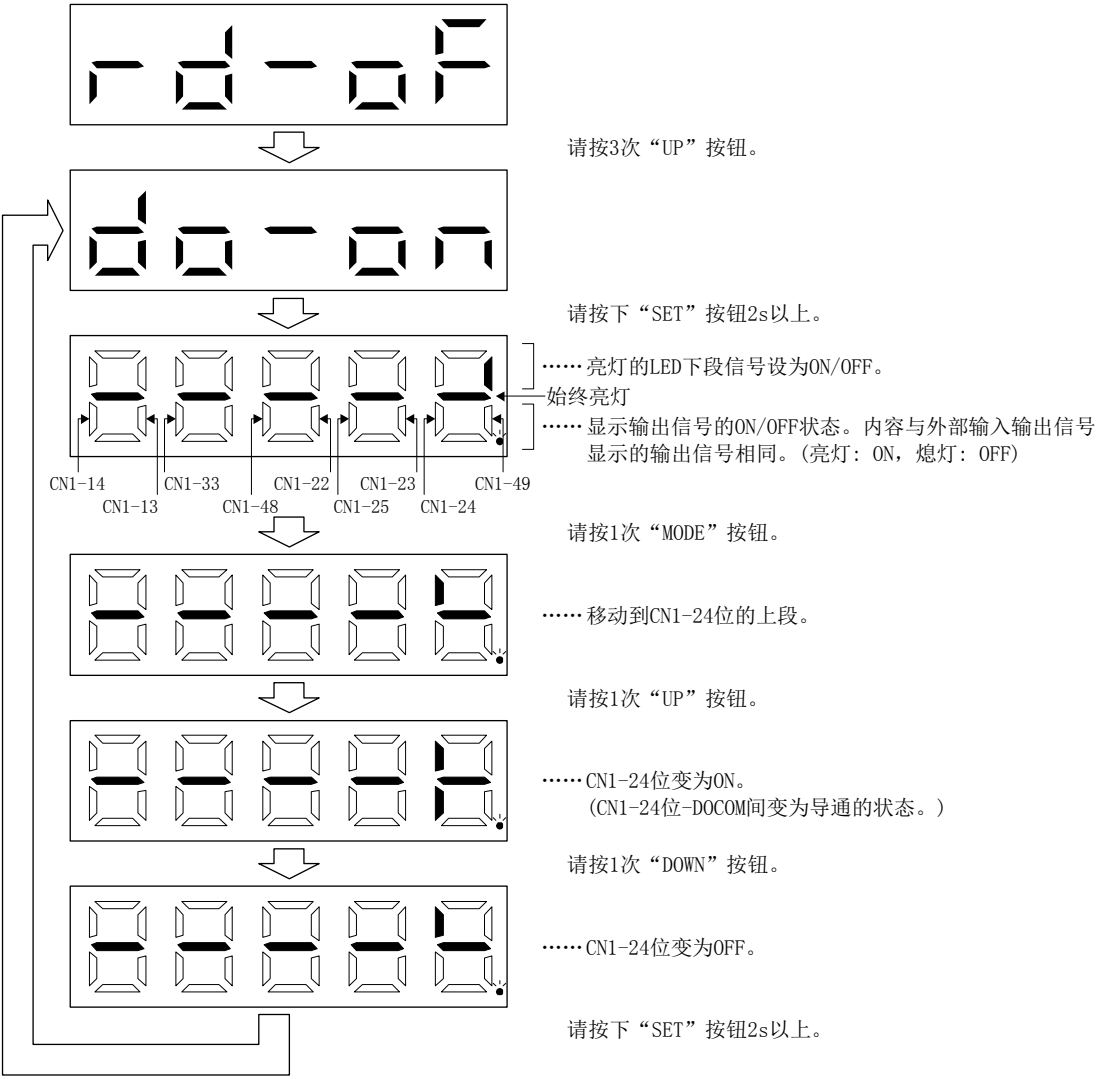 rd-oF
请按3次“UP”按钮。
do-on
请按下“SET”按钮2s以上。
……亮灯的LED下段信号设为ON/OFF。
始终亮灯
……显示输出信号的ON/OFF状态。内容与外部输入输出信号
显示的输出信号相同。(亮灯: ON，熄灯: OFF)
CN1-14 CN1-33 CN1-22 CN1-23 CN1-49
CN1-13 CN1-48 CN1-25 CN1-24
请按1次“MODE”按钮。
……移动到CN1-24位的上段。
请按1次“UP”按钮。
……CN1-24位变为ON。
(CN1-24位-DOCOM间变为导通的状态。)
请按1次“DOWN”按钮。
……CN1-24位变为OFF。
请按下“SET”按钮2s以上。